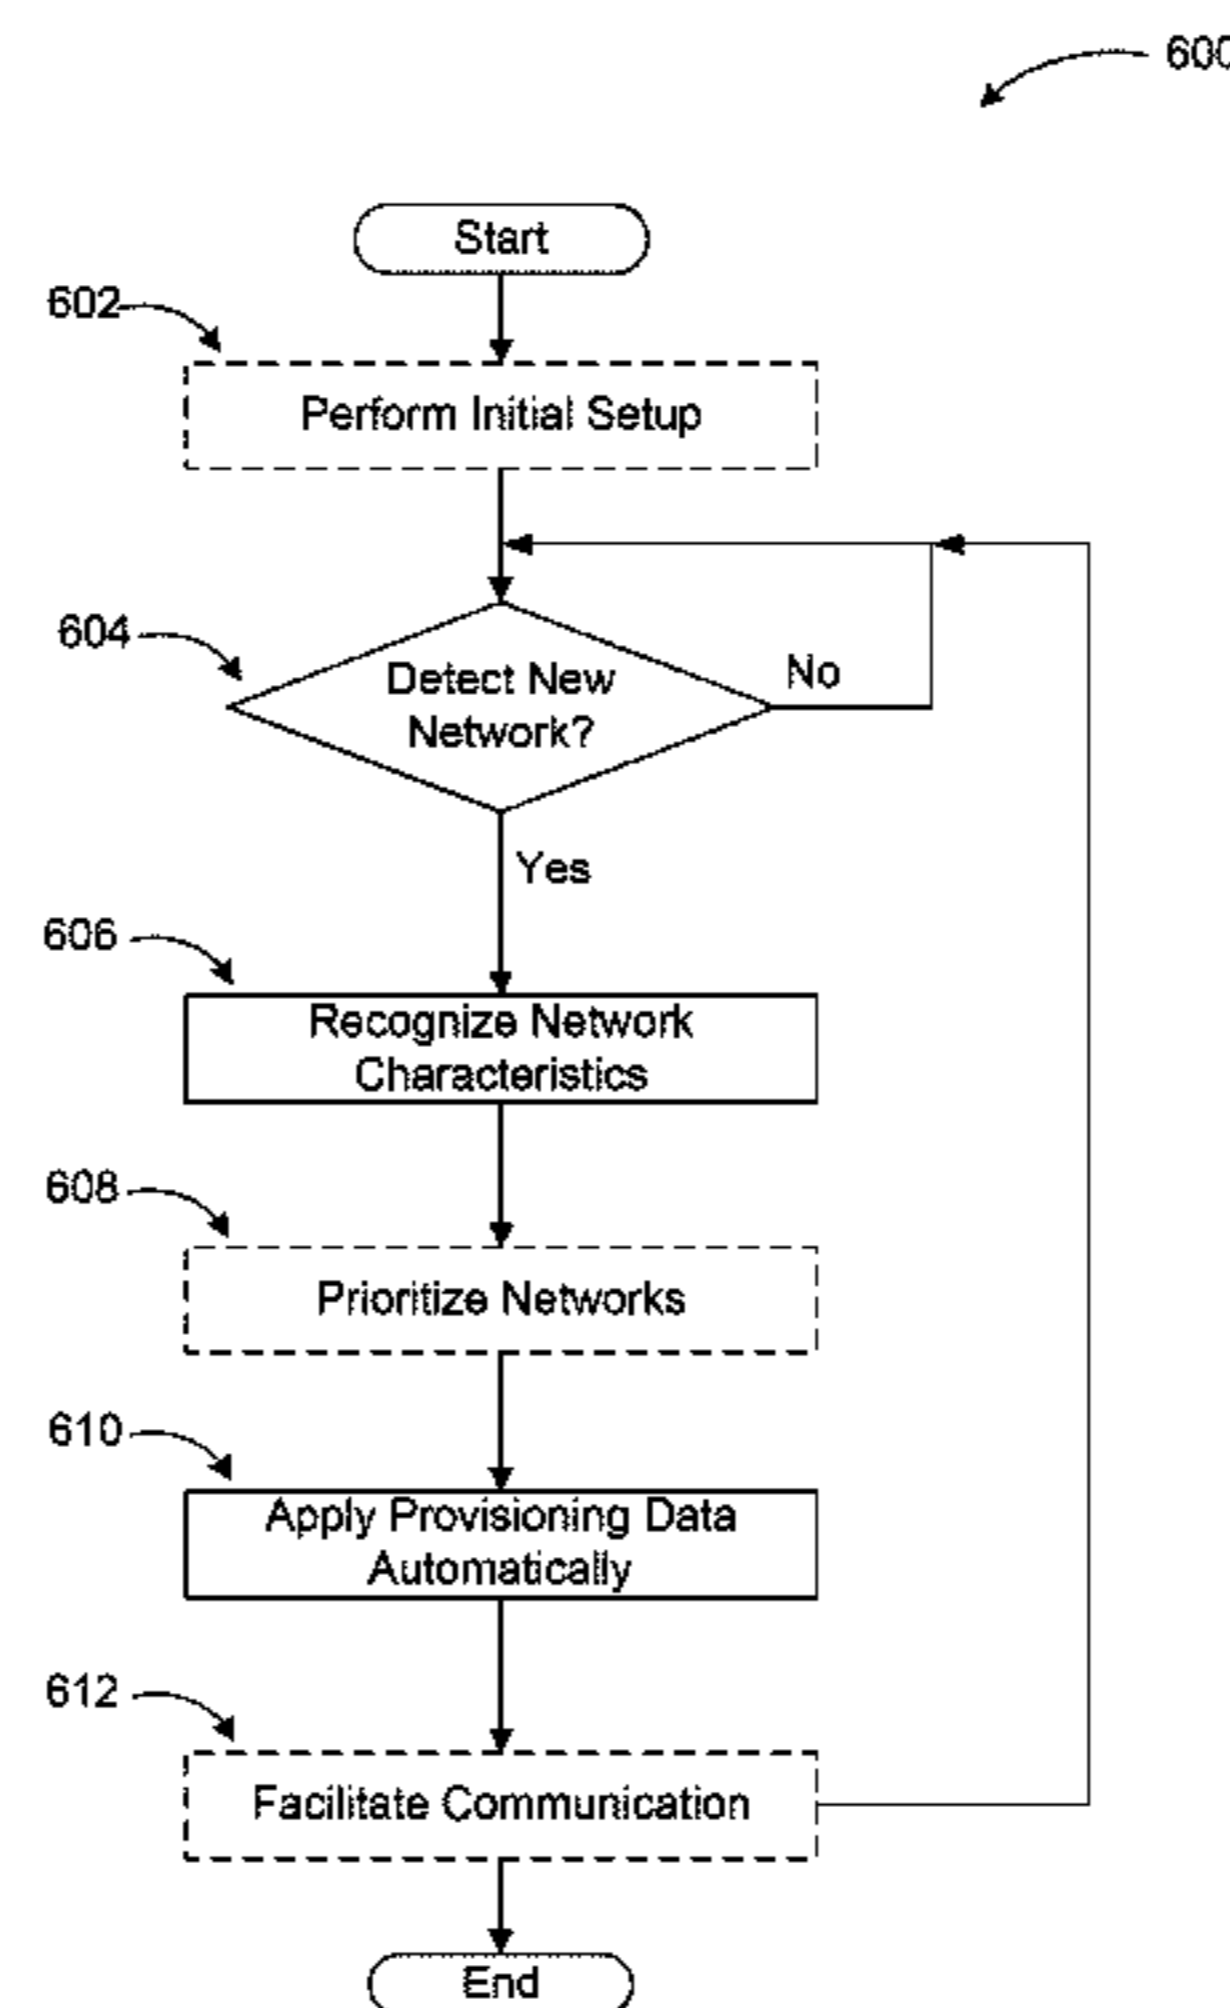 600
Start
602
Perform Initial Setup
604
Detect New
Network?
No
Yes
606
Recognize Network
Characteristics
608
Prioritize Networks
610
Apply Provisioning Data
Automatically
612
Facilitate Communication
End